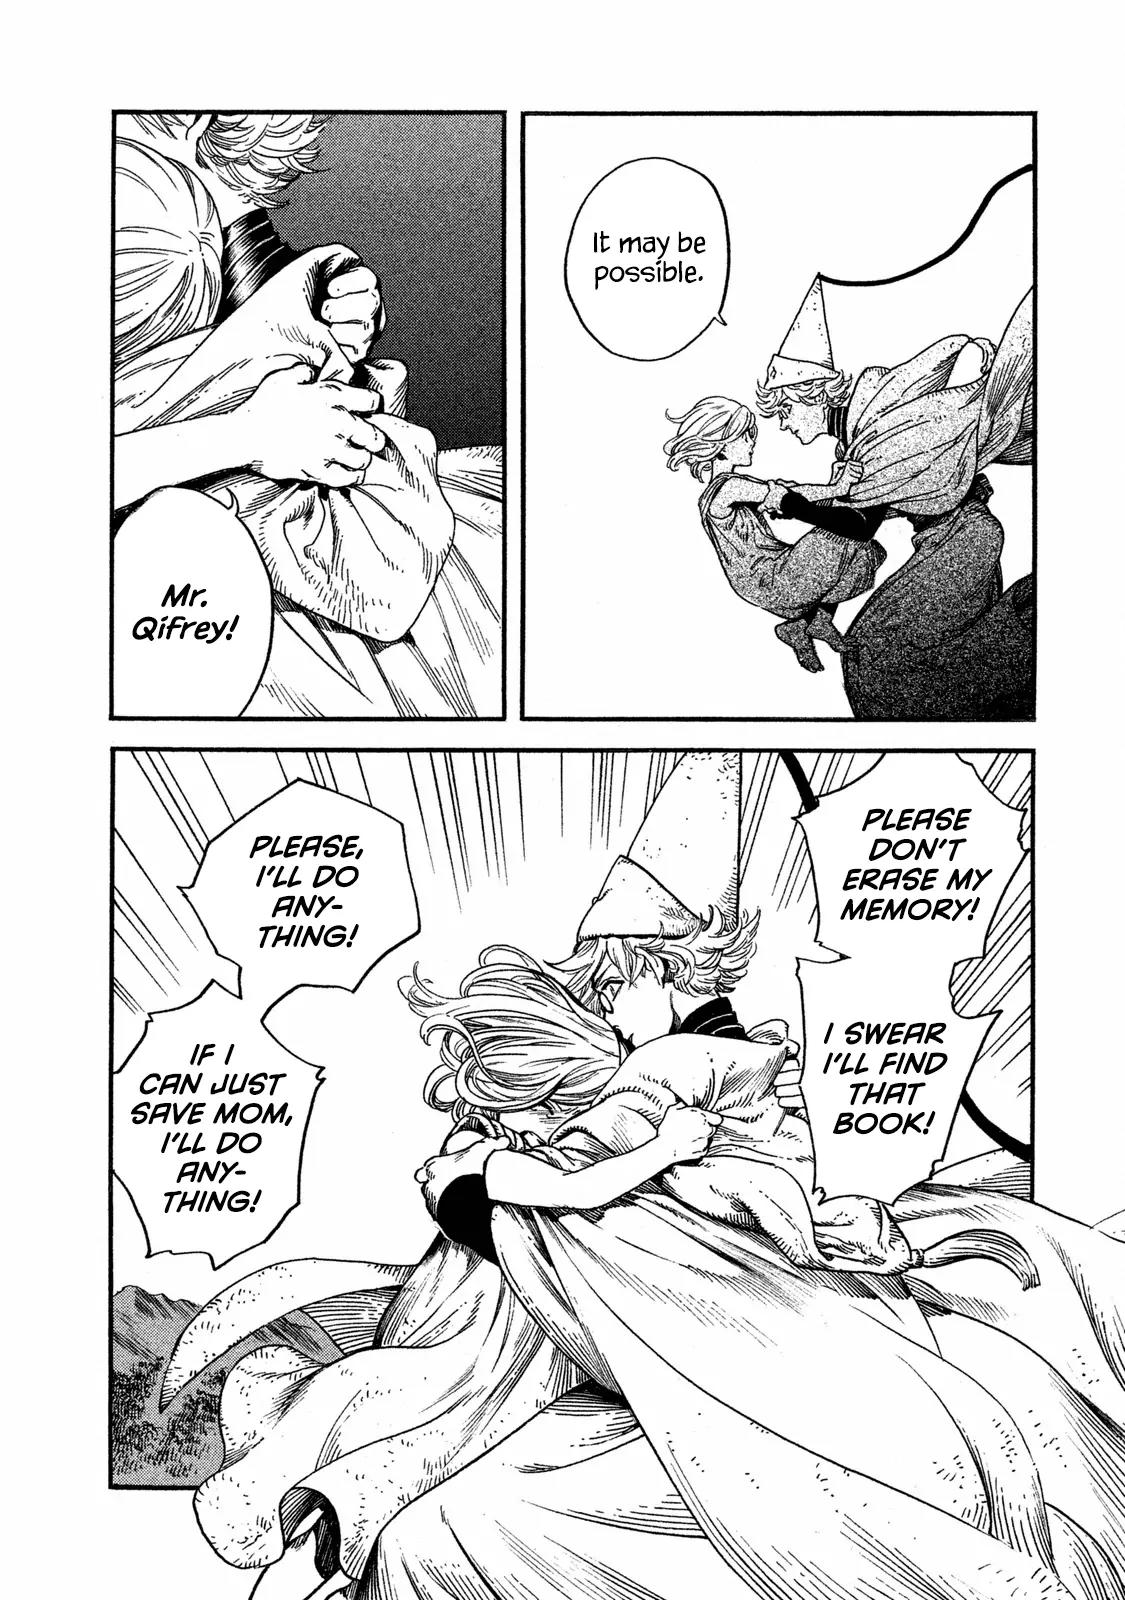 It may be
possible.
Mr.
Qifrey!
PLEASE
DON'T
ERASE MY
MEMORY!
I SWEAR
I'LL FIND
THAT
BOOK!
PLEASE,
I'LL DO
ANY-
THING!
IF I
CAN JUST
SAVE MOM,
I'LL DO
ANY-
THING!